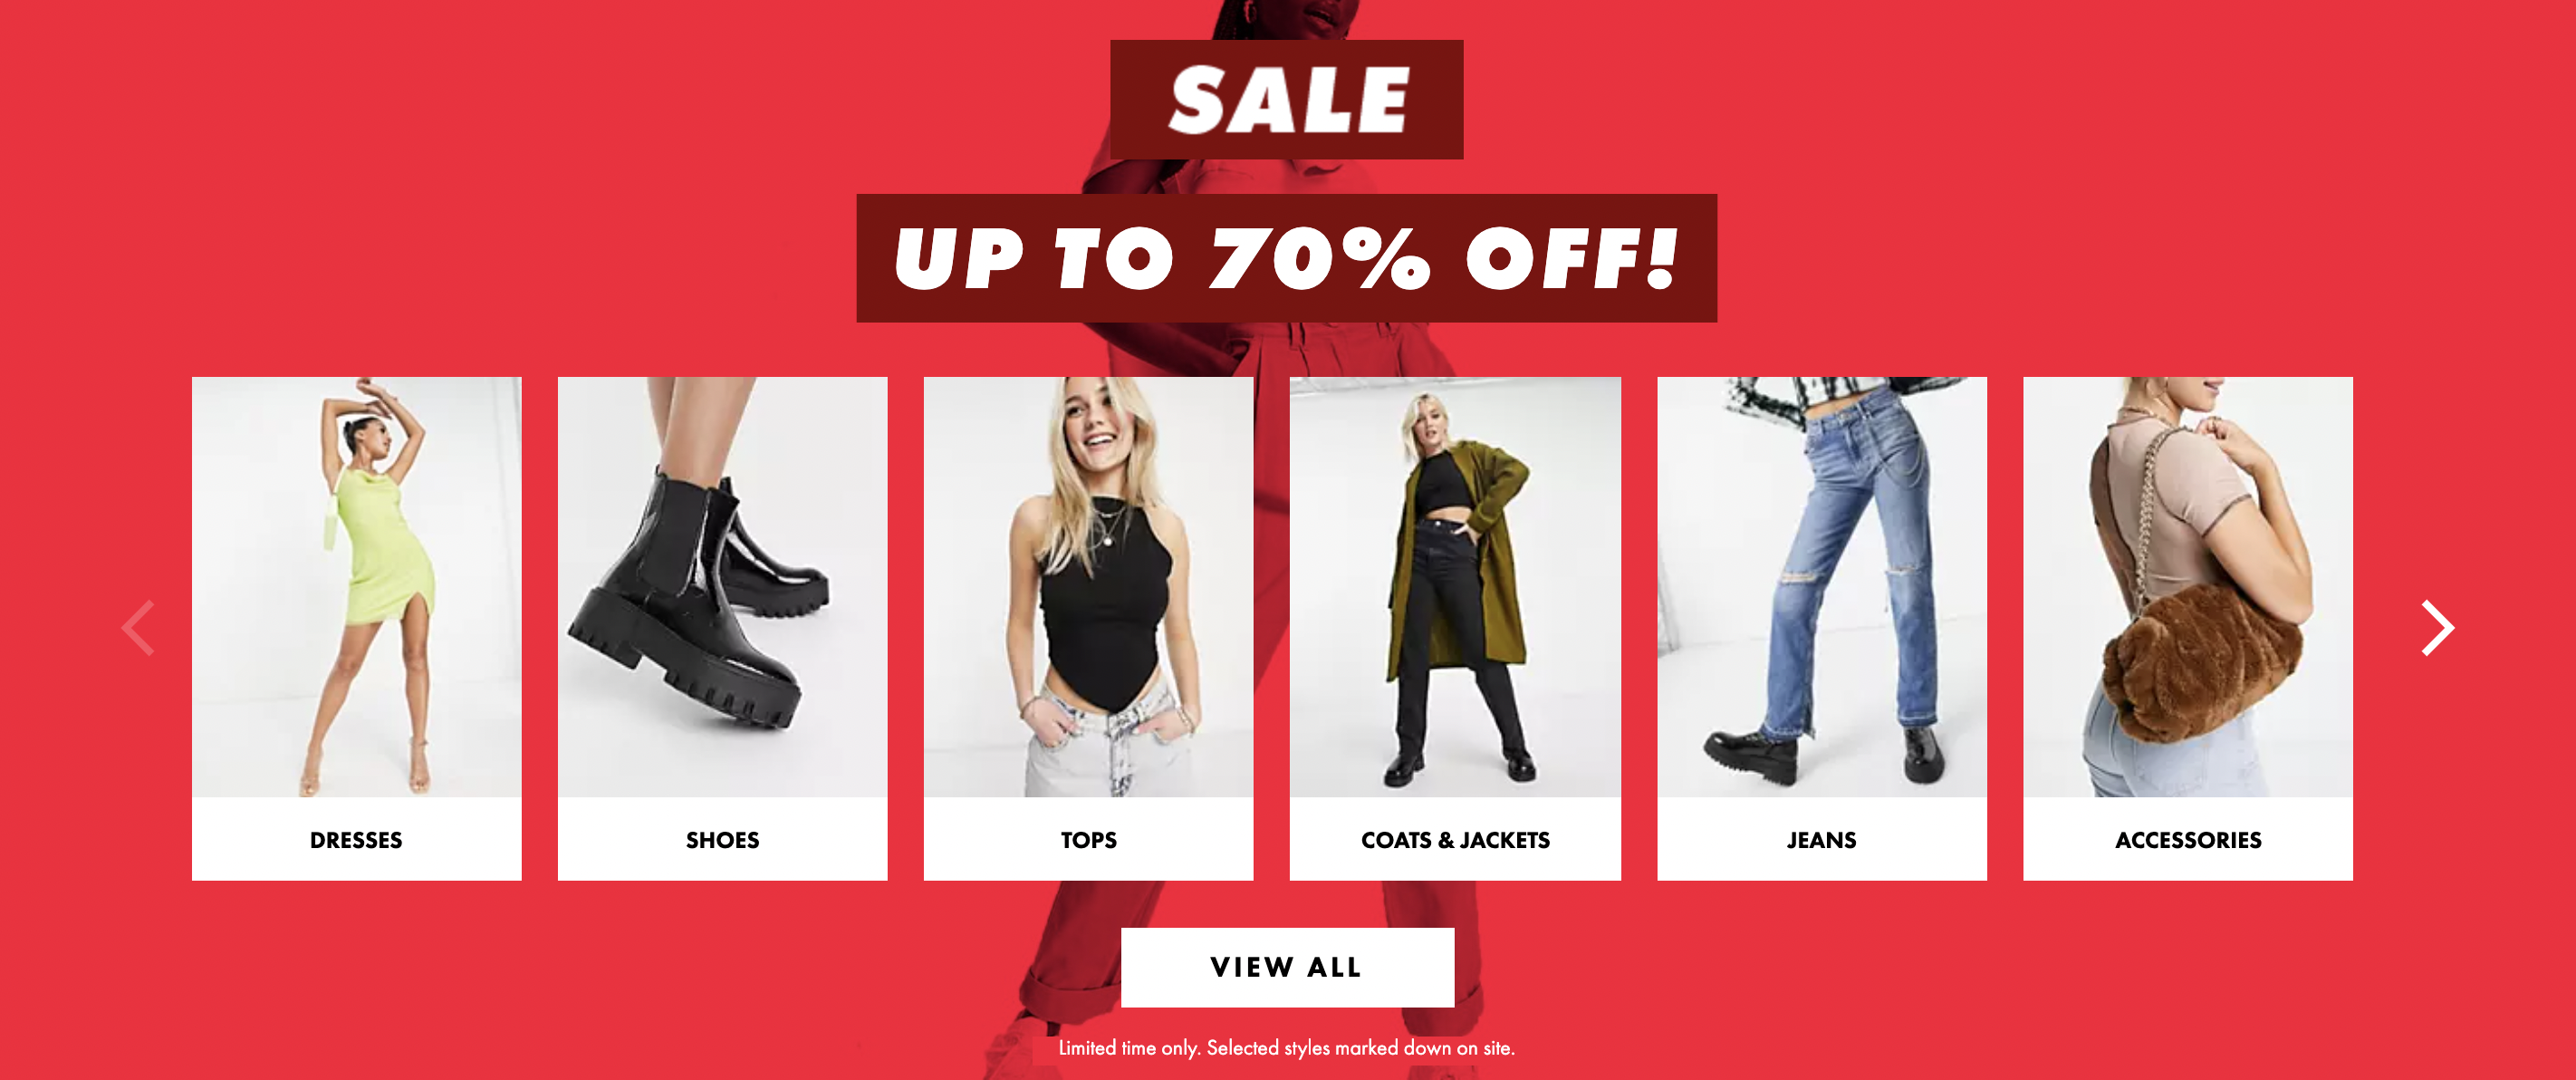 SALE
UP TO 70% OFF!
DRESSES
SHOES
TOPS
COATS & JACKETS
JEANS
ACCESSORIES
VIEW ALL
Limited time only. Selected styles marked down on site.